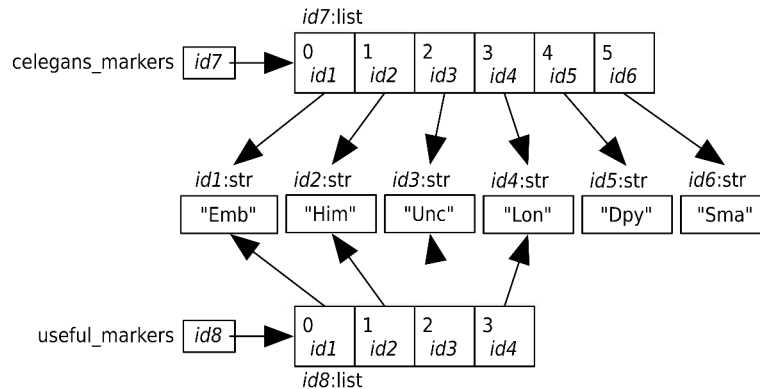 id7:list
0 1 2 3 4 5
celegans_markers id7 id1 id2 id3 id4 id5 id6
id1:str id2:str id3:str id4:str id5:str id6:str
"Emb" "Him" "Unc" "Lon" "Dpy" "Sma"
0 1 2 3
useful_markers id8 id1 id2 id3 id4
id8:list